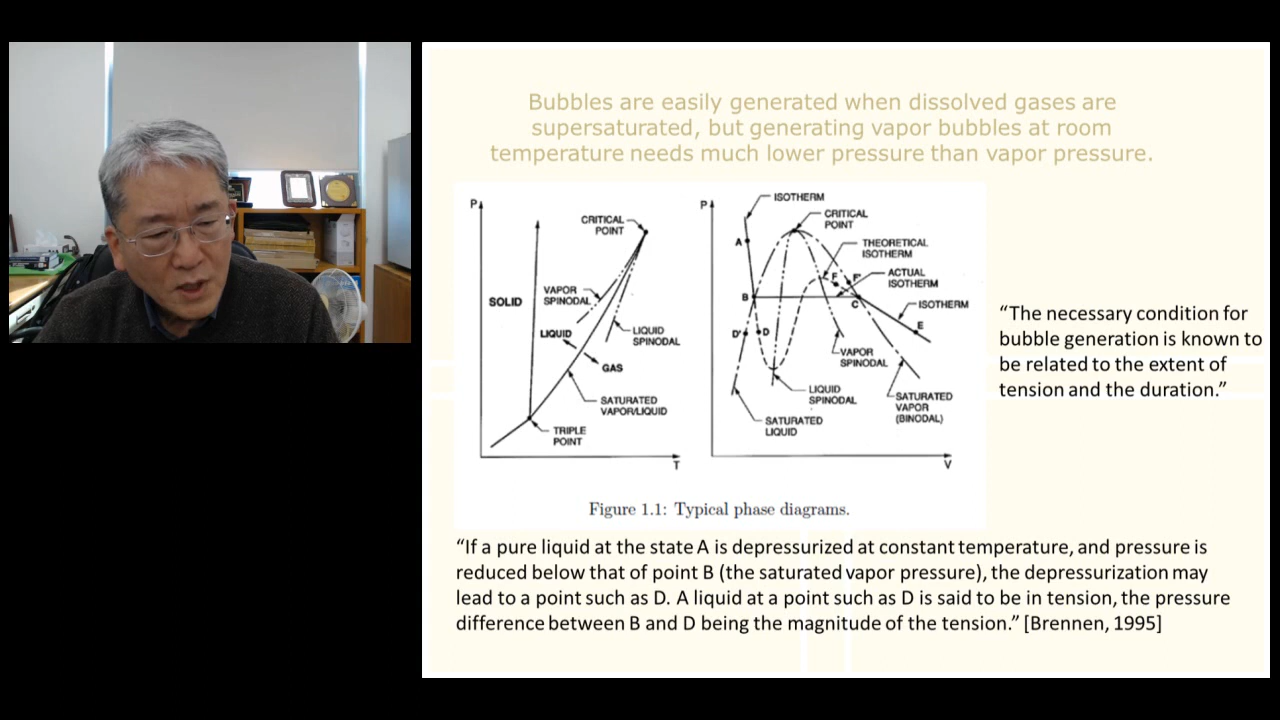 Bubbles are easily generated when dissolved gases are
supersaturated, but generating vapor bubbles at room
temperature needs much lower pressure than vapor pressure.
P
CRITICAL
POINT
SOLID
VAPOR
SPINODAL
LIQUID
LIQUID
SPINODAL
GAS
SATURATED
VAPOR/LIQUID
TRIPLE
POINT
T
P
ISOTHERM
CRITICAL
POINT
A
THEORETICAL
ISOTHERM
F
F'
ACTUAL
ISOTHERM
B
C
ISOTHERM
D'
D
E
VAPOR
SPINODAL
LIQUID
SPINODAL
SATURATED
VAPOR
(BINODAL)
SATURATED
LIQUID
V
Figure 1.1: Typical phase diagrams.
“The necessary condition for
bubble generation is known to
be related to the extent of
tension and the duration.”
“If a pure liquid at the state A is depressurized at constant temperature, and pressure is
reduced below that of point B (the saturated vapor pressure), the depressurization may
lead to a point such as D. A liquid at a point such as D is said to be in tension, the pressure
difference between B and D being the magnitude of the tension.” [Brennen, 1995]